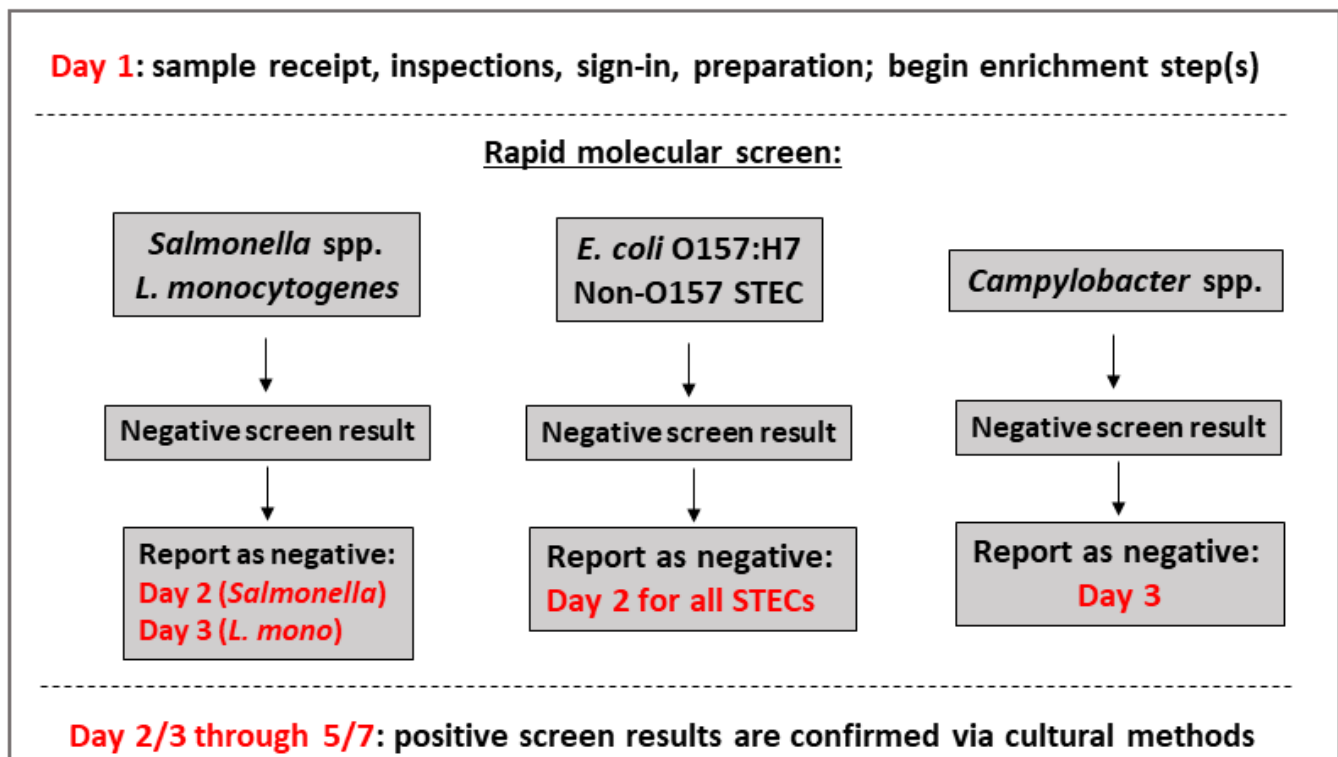 Day 1: sample receipt, inspections, sign-in, preparation; begin enrichment step(s)
Rapid molecular screen:
Salmonella spp.
L. monocytogenes
Negative screen result
Report as negative:
Day 2 (Salmonella)
Day 3 (L. mono)
E. coli O157:H7
Non-O157 STEC
Negative screen result
Report as negative:
Day 2 for all STECs
Campylobacter spp.
Negative screen result
Report as negative:
Day 3
Day 2/3 through 5/7: positive screen results are confirmed via cultural methods